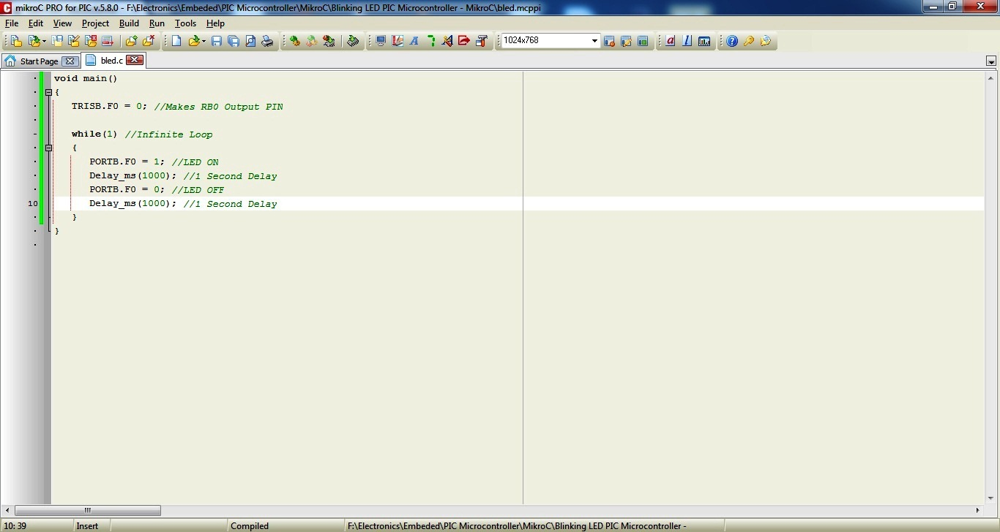 mikroC PRO for PIC v.5.8.0 - F:\Electronics\Embeded\PIC Microcontroller\MikroC\Blinking LED PIC Microcontroller - MikroC\bled.mcppi
File Edit View Project Build Run Tools Help
1024x768
Start Page bled.c
void main()
{
TRISB.F0 = 0; //Makes RB0 Output PIN
while(1) //Infinite Loop
{
PORTB.F0 = 1; //LED ON
Delay_ms(1000); //1 Second Delay
PORTB.F0 = 0; //LED OFF
10 Delay_ms(1000); //1 Second Delay
}
}
10: 39 Insert Compiled F:\Electronics\Embeded\PIC Microcontroller\MikroC\Blinking LED PIC Microcontroller -